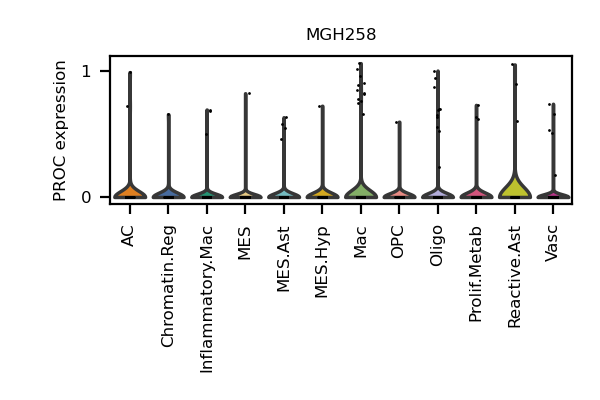 MGH258
PROC expression
1
0
AC
Chromatin.Reg
Inflammatory.Mac
MES
MES.Ast
MES.Hyp
Mac
OPC
Oligo
Prolif.Metab
Reactive.Ast
Vasc